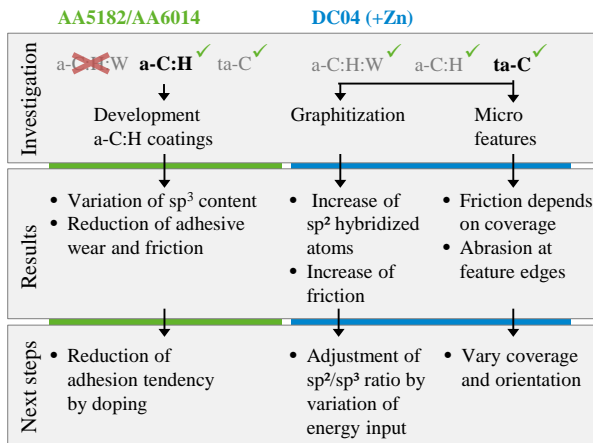 AA5182/AA6014
DC04 (+Zn)
Investigation
a-C:H:W a-C:H ✓ ta-C ✓
a-C:H:W ✓ a-C:H ✓ ta-C ✓
Development
a-C:H coatings
Graphitization
Micro
features
Results
• Variation of sp³ content
• Reduction of adhesive
wear and friction
• Increase of
sp² hybridized
atoms
• Increase of
friction
• Friction depends
on coverage
• Abrasion at
feature edges
Next steps
• Reduction of
adhesion tendency
by doping
• Adjustment of
sp²/sp³ ratio by
variation of
energy input
• Vary coverage
and orientation